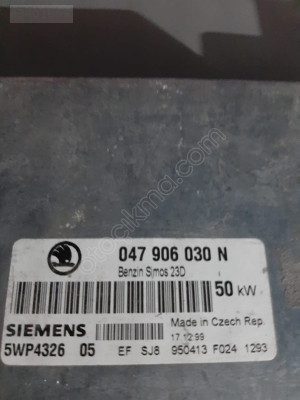 047 906 030 N
Benzin Simos 23D
50 kW
SIEMENS
Made in Czech Rep.
17.12.99
5WP4326 05 EF SJ8 950413 F024 1293